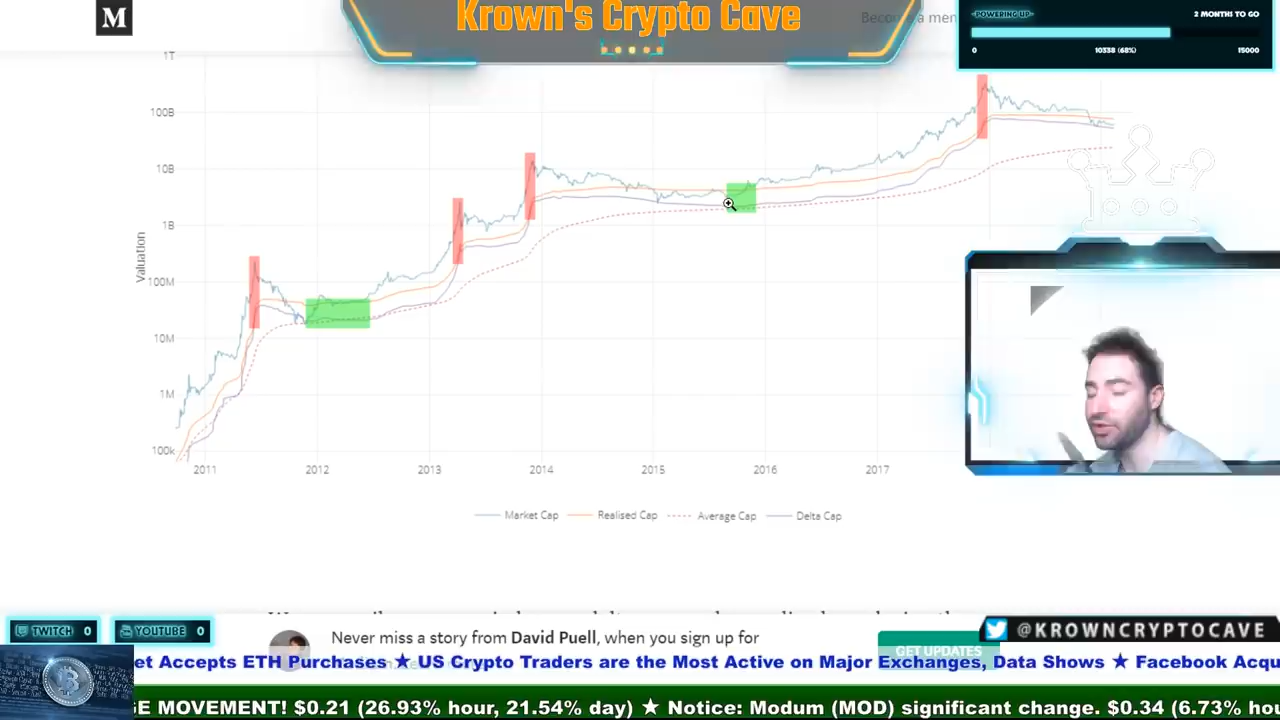 M
Krown's Crypto Cave
Become a men
-POWERING UP-
2 MONTHS TO GO
0
10338 (68%)
15000
1T
100B
10B
1B
100M
10M
1M
100k
Valuation
2011
2012
2013
2014
2015
2016
2017
Market Cap
Realised Cap
Average Cap
Delta Cap
Never miss a story from David Puell, when you sign up for
GET UPDATES
TWITCH 0
YOUTUBE 0
@KROWNCRYPTOCAVE
et Accepts ETH Purchases ★ US Crypto Traders are the Most Active on Major Exchanges, Data Shows ★ Facebook Acqu
GE MOVEMENT! $0.21 (26.93% hour, 21.54% day) ★ Notice: Modum (MOD) significant change. $0.34 (6.73% hou